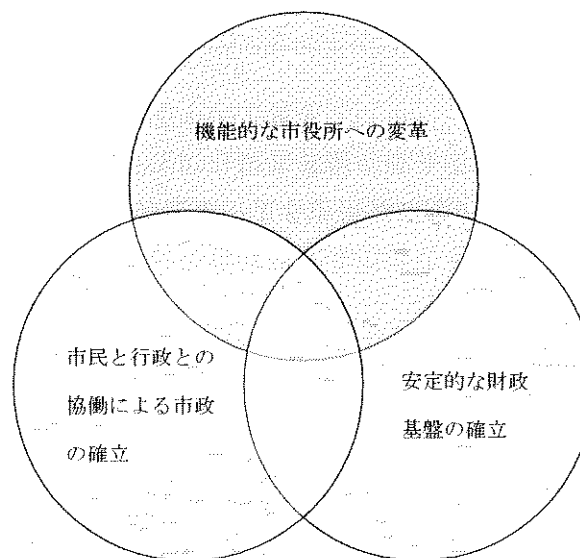 機能的な市役所への変革
市民と行政との
協働による市政
の確立
安定的な財政
基盤の確立